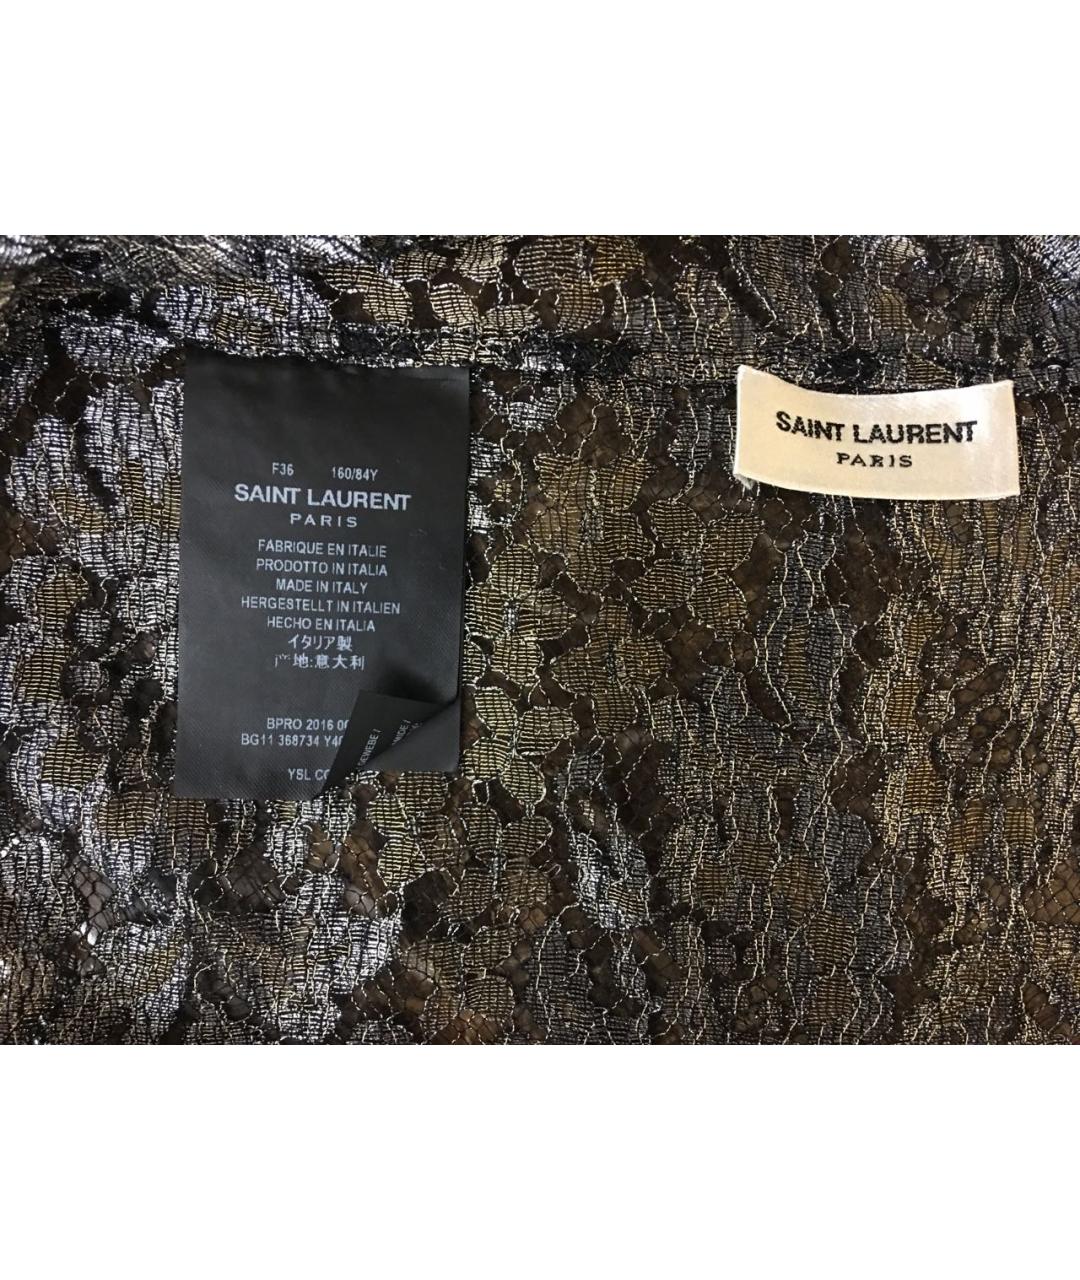 F36 160/84Y
SAINT LAURENT
PARIS
FABRIQUE EN ITALIE
PRODOTTO IN ITALIA
MADE IN ITALY
HERGESTELLT IN ITALIEN
HECHO EN ITALIA
イタリア製
地:意大利
BPRO 2016
BG11 368734
YSL
SAINT LAURENT
PARIS